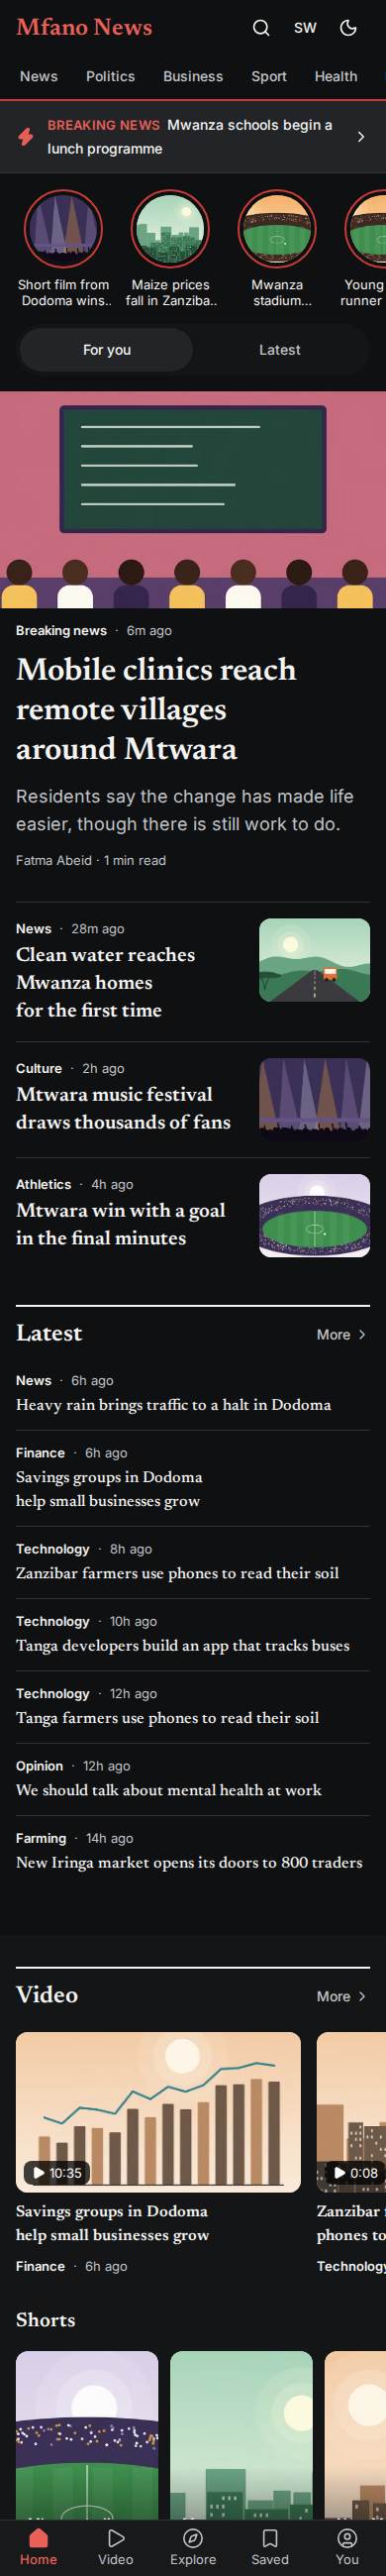 Mfano News
SW
News
Politics
Business
Sport
Health
BREAKING NEWS Mwanza schools begin a
lunch programme
Short film from
Dodoma wins..
Maize prices
fall in Zanziba..
Mwanza
stadium...
Young
runner
For you
Latest
Breaking news · 6m ago
Mobile clinics reach
remote villages
around Mtwara
Residents say the change has made life
easier, though there is still work to do.
Fatma Abeid · 1 min read
News · 28m ago
Clean water reaches
Mwanza homes
for the first time
Culture · 2h ago
Mtwara music festival
draws thousands of fans
Athletics · 4h ago
Mtwara win with a goal
in the final minutes
Latest
More
News · 6h ago
Heavy rain brings traffic to a halt in Dodoma
Finance · 6h ago
Savings groups in Dodoma
help small businesses grow
Technology · 8h ago
Zanzibar farmers use phones to read their soil
Technology · 10h ago
Tanga developers build an app that tracks buses
Technology · 12h ago
Tanga farmers use phones to read their soil
Opinion · 12h ago
We should talk about mental health at work
Farming · 14h ago
New Iringa market opens its doors to 800 traders
Video
More
10:35
0:08
Savings groups in Dodoma
help small businesses grow
Finance · 6h ago
Zanzibar
phones to
Technology
Shorts
Home
Video
Explore
Saved
You